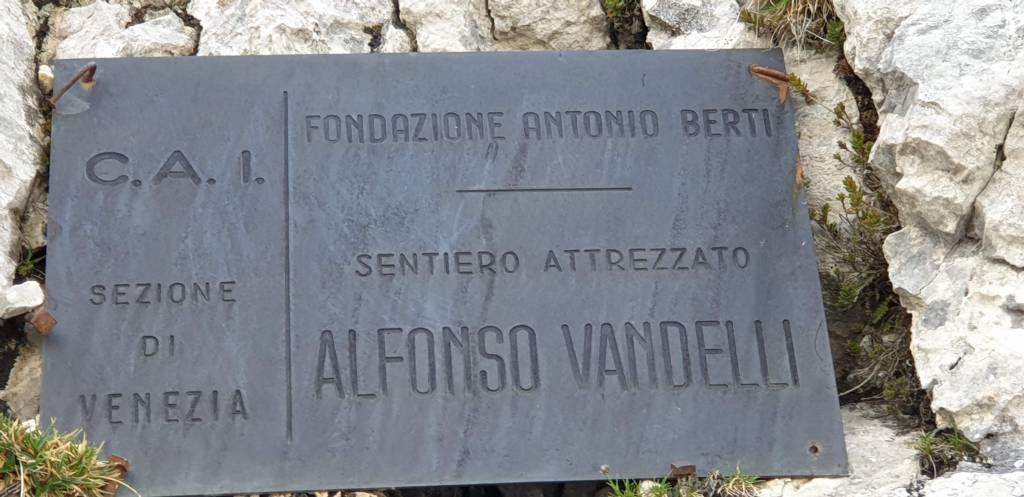 C.A.I.
SEZIONE
DI
VENEZIA
FONDAZIONE ANTONIO BERTI
SENTIERO ATTREZZATO
ALFONSO VANDELLI